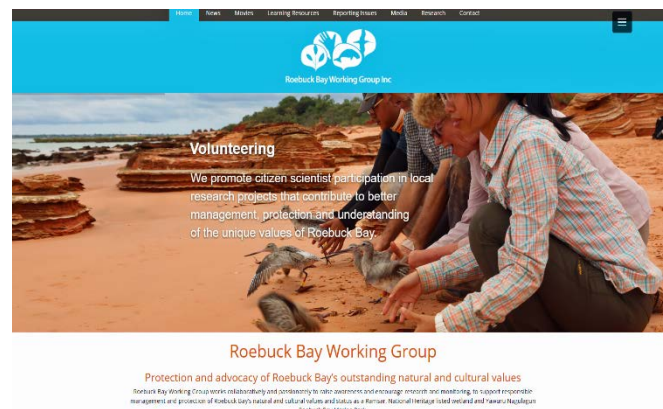 Home News Movies Learning Resources Reporting Issues Media Research Contact
Roebuck Bay Working Group Inc
Volunteering
We promote citizen scientist participation in local
research projects that contribute to better
management, protection and understanding
of the unique values of Roebuck Bay.
Roebuck Bay Working Group
Protection and advocacy of Roebuck Bay's outstanding natural and cultural values
Roebuck Bay Working Group works collaboratively and passionately to raise awareness and encourage research and monitoring, to support responsible
management and protection of Roebuck Bay's natural and cultural values and status as a Ramsar, National Heritage listed wetland and Yawuru Nagulagun